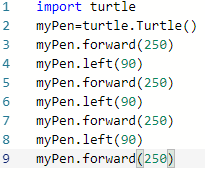 1 import turtle
2 myPen=turtle.Turtle()
3 myPen.forward(250)
4 myPen.left(90)
5 myPen.forward(250)
6 myPen.left(90)
7 myPen.forward(250)
8 myPen.left(90)
9 myPen.forward(250)